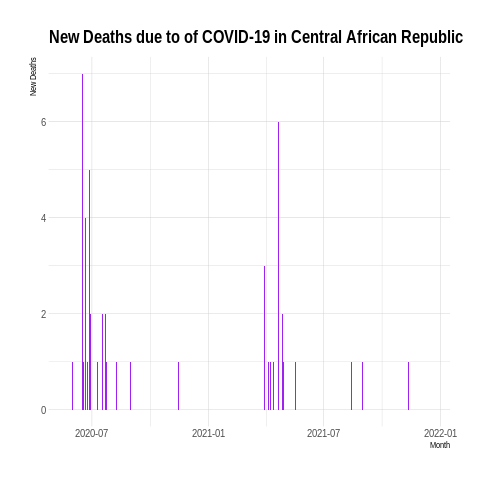 New Deaths due to of COVID-19 in Central African Republic
New Deaths
6
4
2
0
2020-07 2021-01 2021-07 2022-01
Month